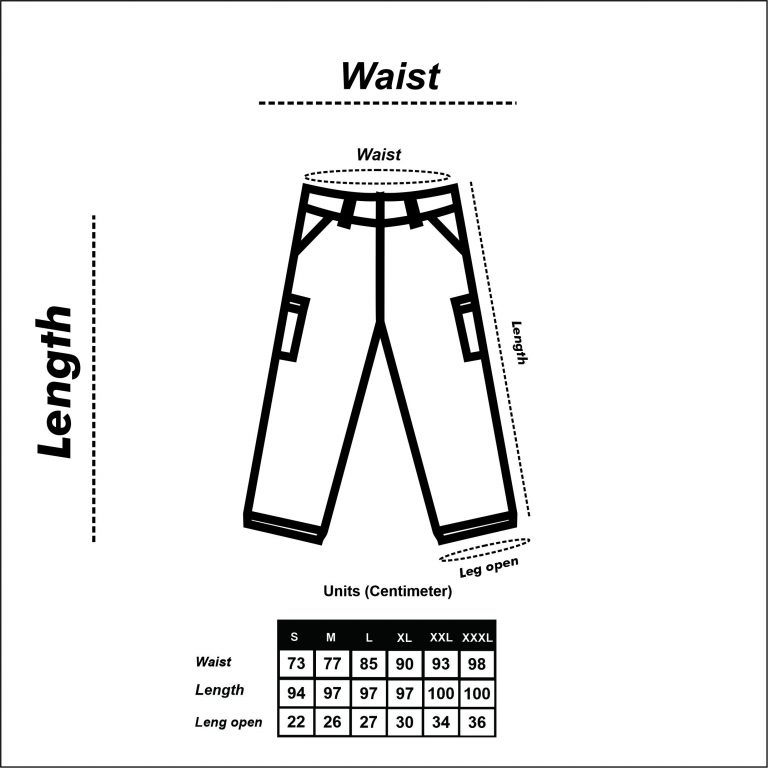 Waist
Waist
Length
Length
Leg open
Units (Centimeter)
S M L XL XXL XXXL
Waist 73 77 85 90 93 98
Length 94 97 97 97 100 100
Leng open 22 26 27 30 34 36